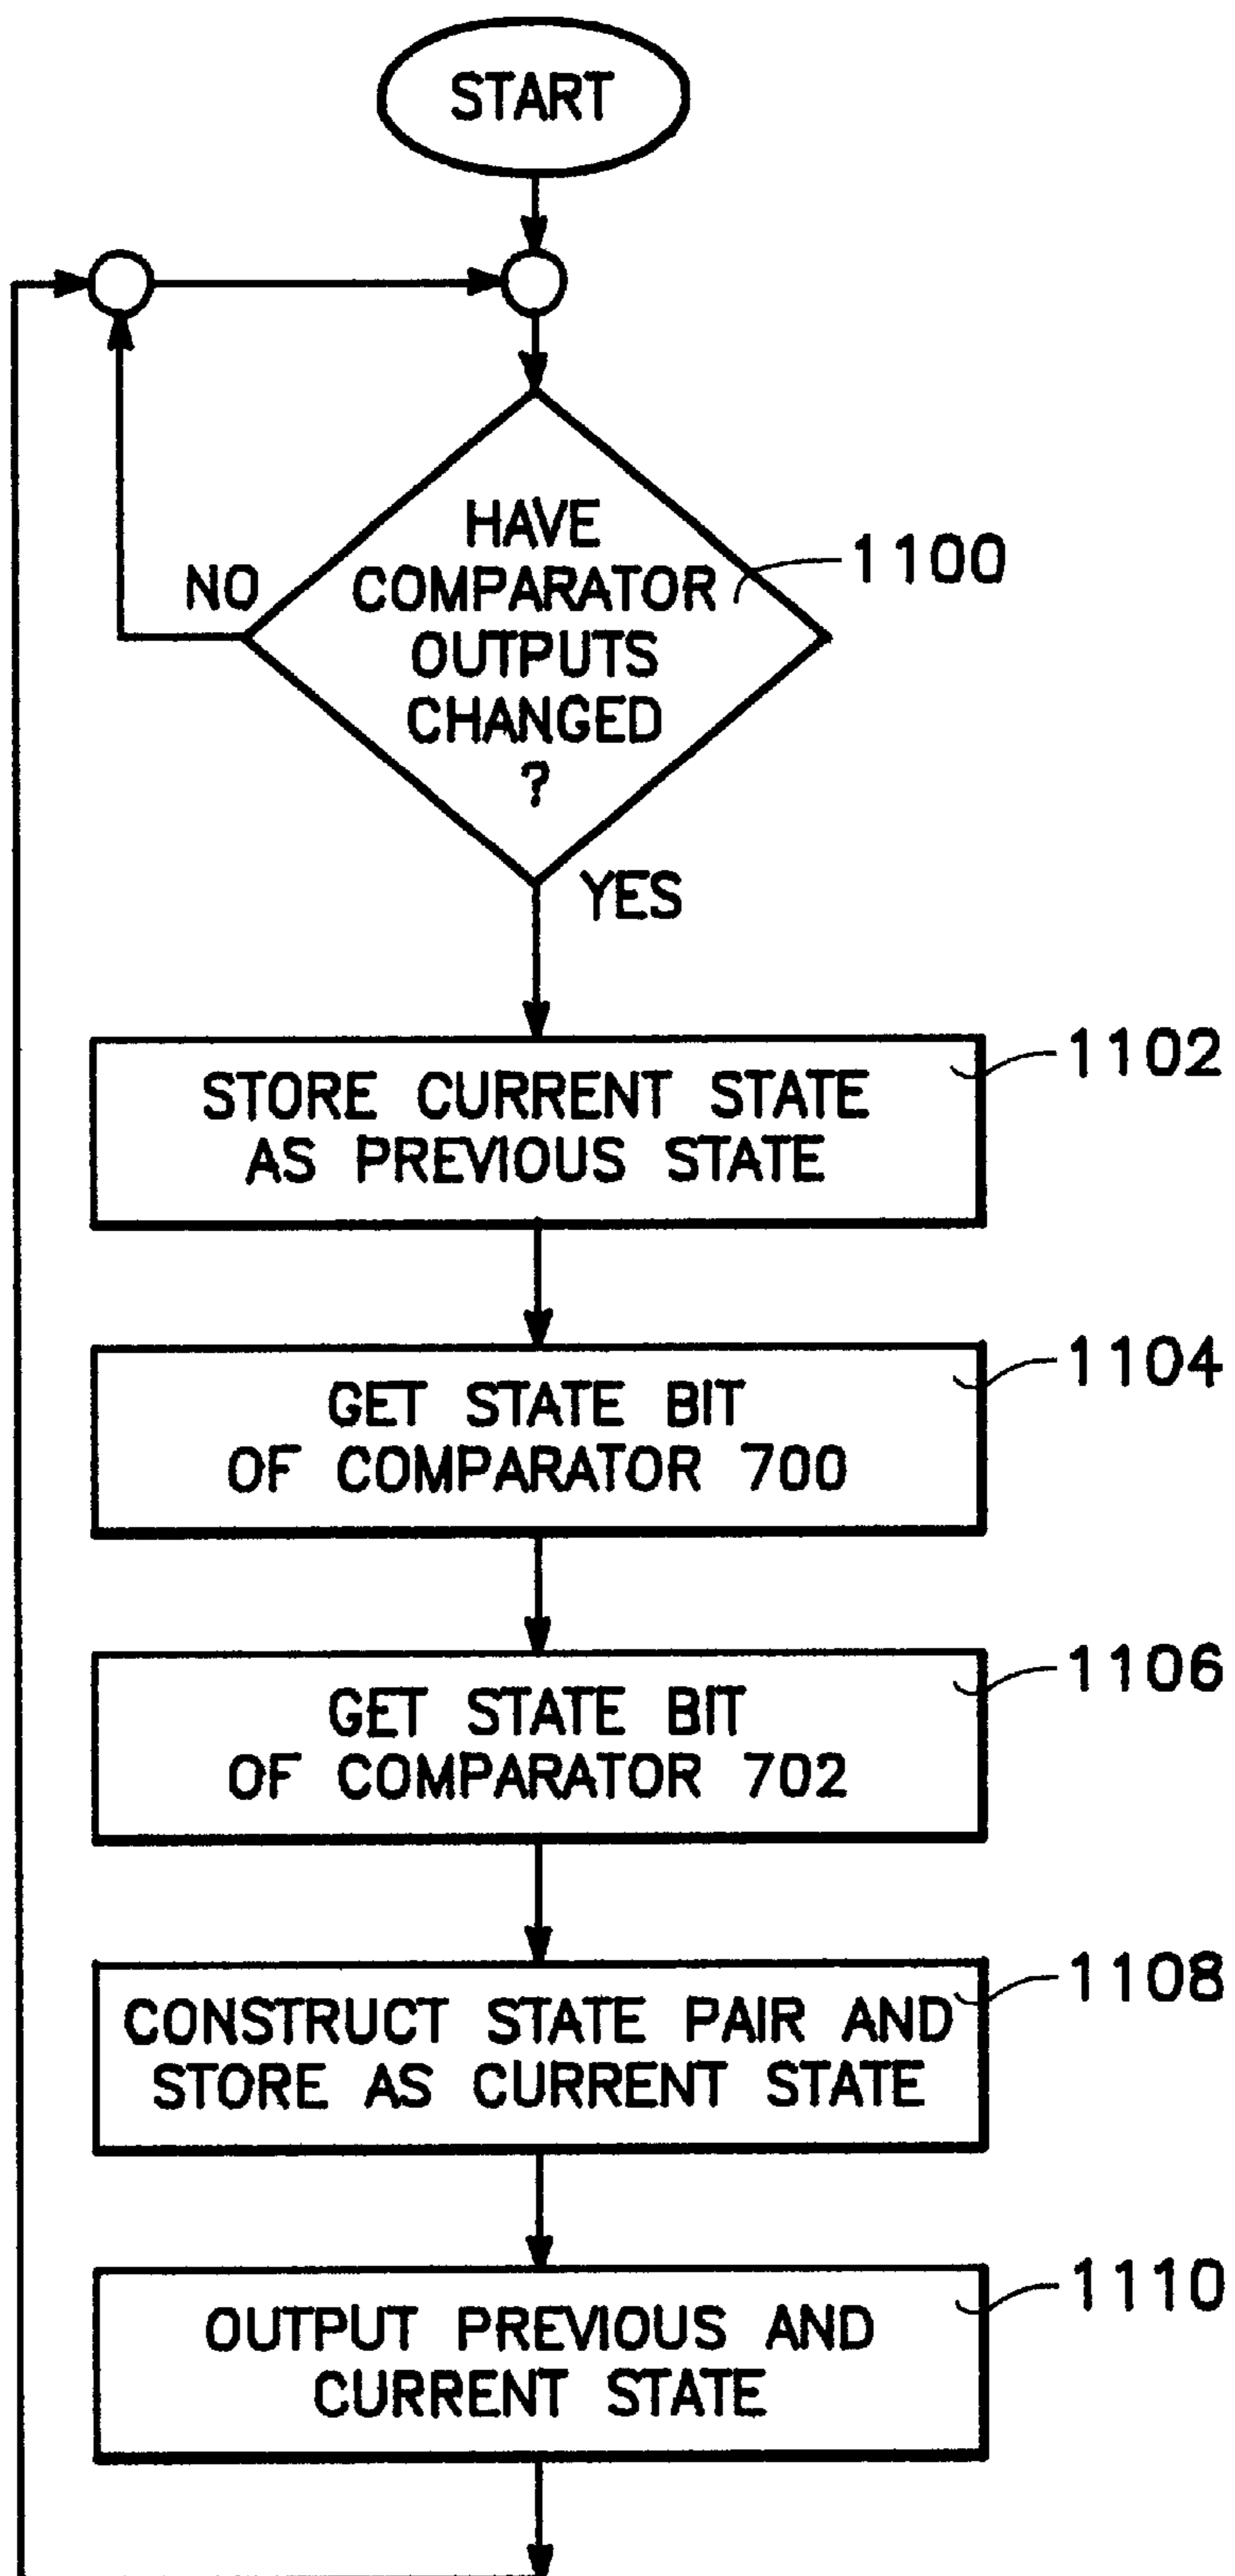 START
HAVE
COMPARATOR
OUTPUTS
CHANGED
?
1100
NO
YES
STORE CURRENT STATE
AS PREVIOUS STATE
1102
GET STATE BIT
OF COMPARATOR 700
1104
GET STATE BIT
OF COMPARATOR 702
1106
CONSTRUCT STATE PAIR AND
STORE AS CURRENT STATE
1108
OUTPUT PREVIOUS AND
CURRENT STATE
1110